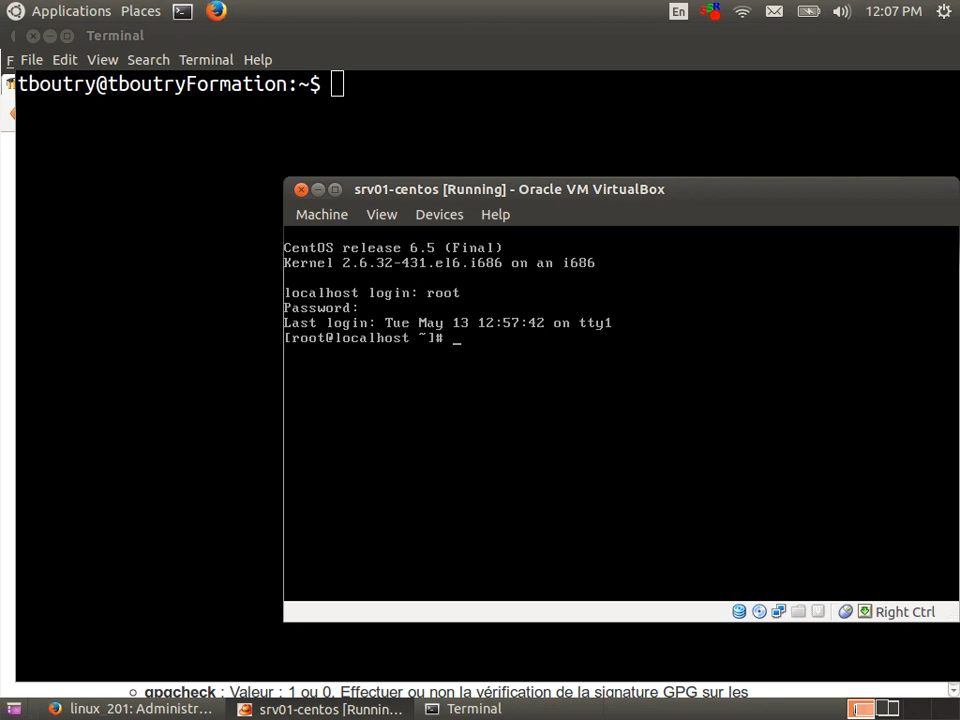 Applications Places En 12:07 PM
Terminal
File Edit View Search Terminal Help
tboutry@tboutryFormation:~$
srv01-centos [Running] - Oracle VM VirtualBox
Machine View Devices Help
CentOS release 6.5 (Final)
Kernel 2.6.32-431.el6.i686 on an i686
localhost login: root
Password:
Last login: Tue May 13 12:57:42 on tty1
[root@localhost ~]# _
Right Ctrl
gpgcheck : Valeur : 1 ou 0. Effectuer ou non la vérification de la signature GPG sur les
linux_201: Administr... srv01-centos [Runnin... Terminal